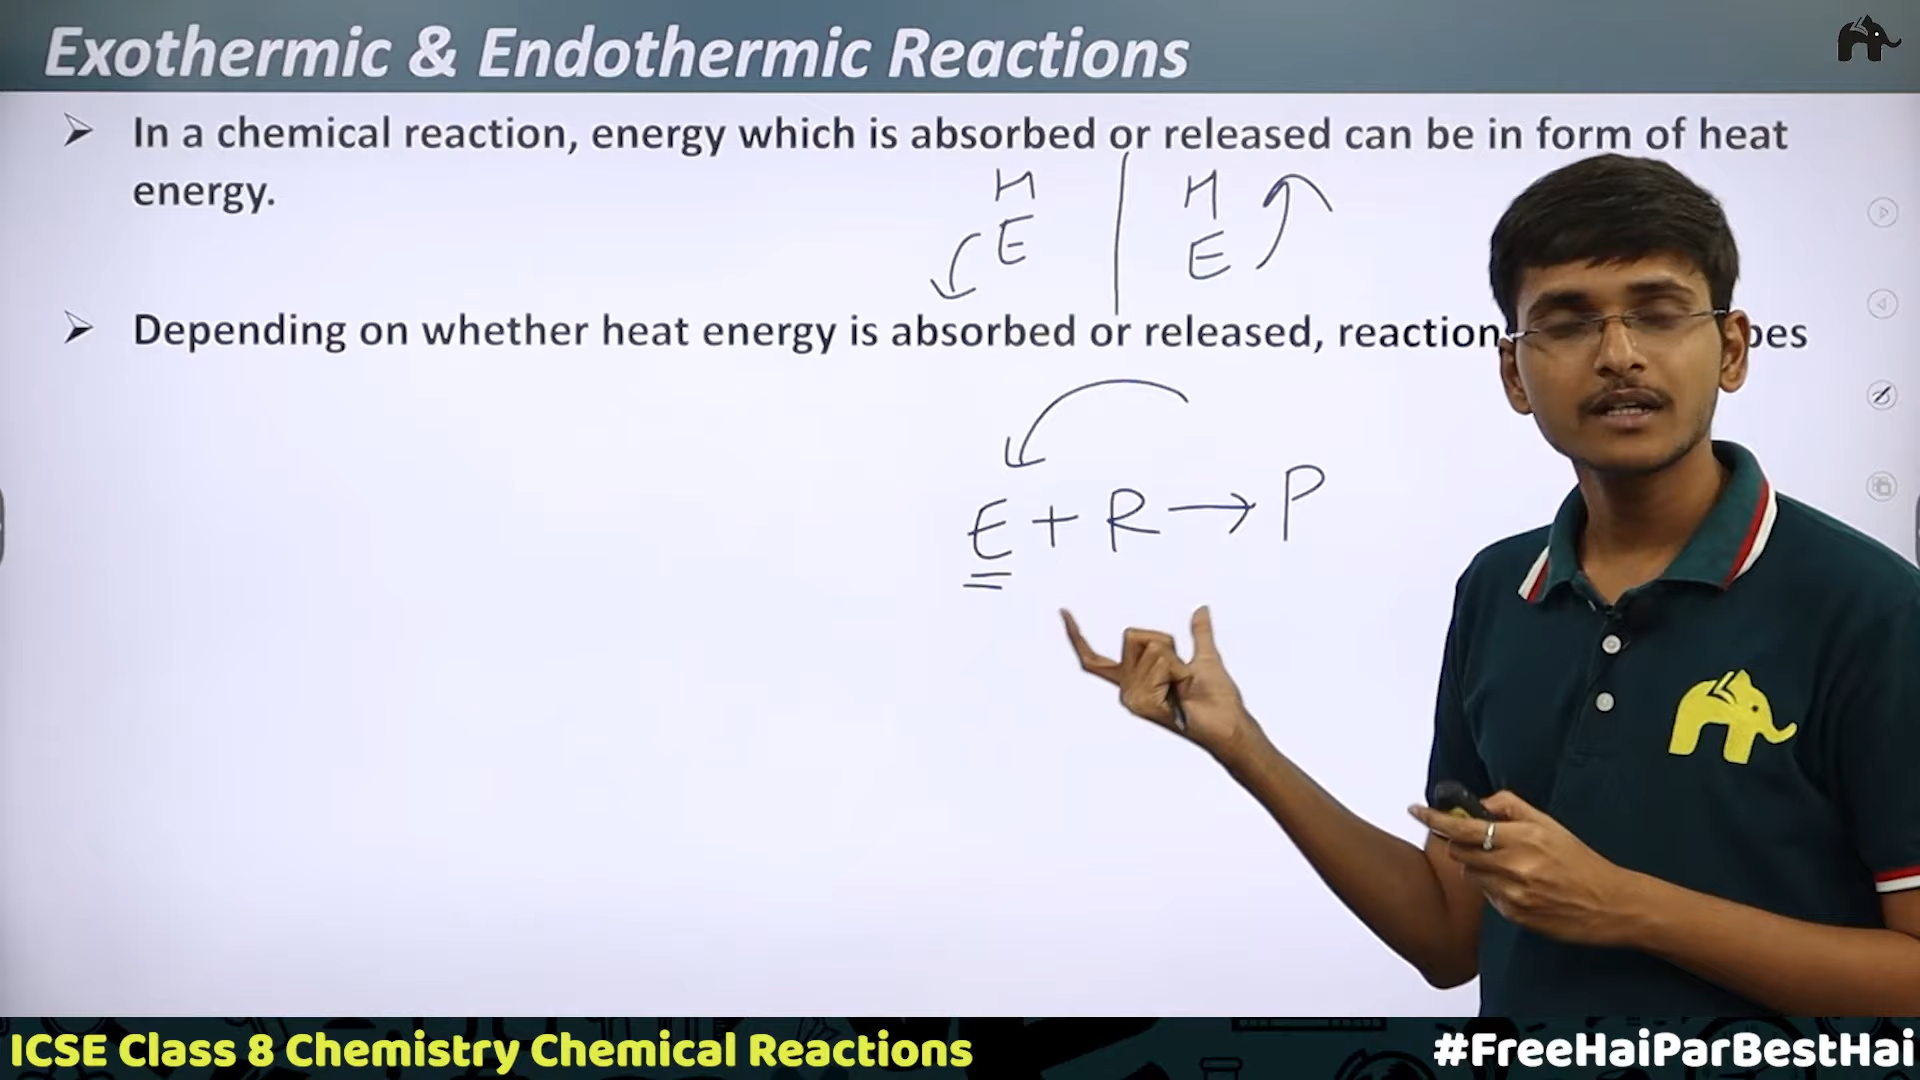 Exothermic & Endothermic Reactions
➢ In a chemical reaction, energy which is absorbed or released can be in form of heat
energy.
H H
E E
➢ Depending on whether heat energy is absorbed or released, reaction
E + R → P
ICSE Class 8 Chemistry Chemical Reactions
#FreeHaiParBestHai